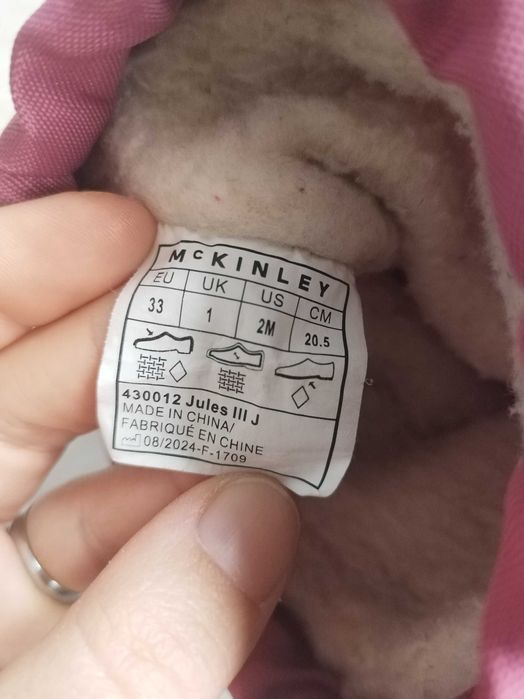 McKINLEY
EU UK US CM
33 1 2M 20.5
430012 Jules III J
MADE IN CHINA/
FABRIQUÉ EN CHINE
08/2024-F-1709